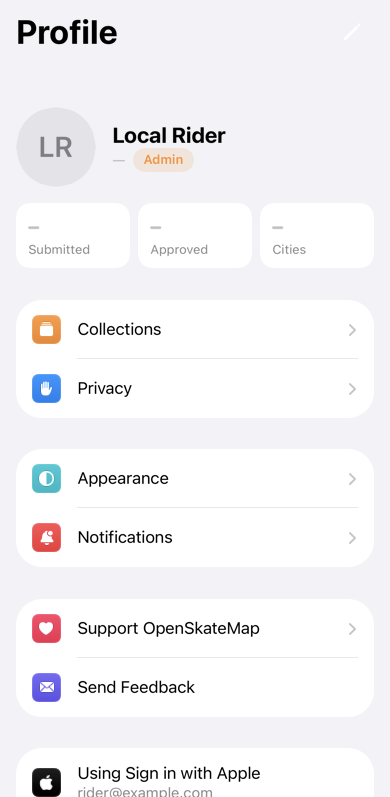 Profile
LR
Local Rider
— Admin
– – –
Submitted Approved Cities
Collections
Privacy
Appearance
Notifications
Support OpenSkateMap
Send Feedback
Using Sign in with Apple
rider@example.com